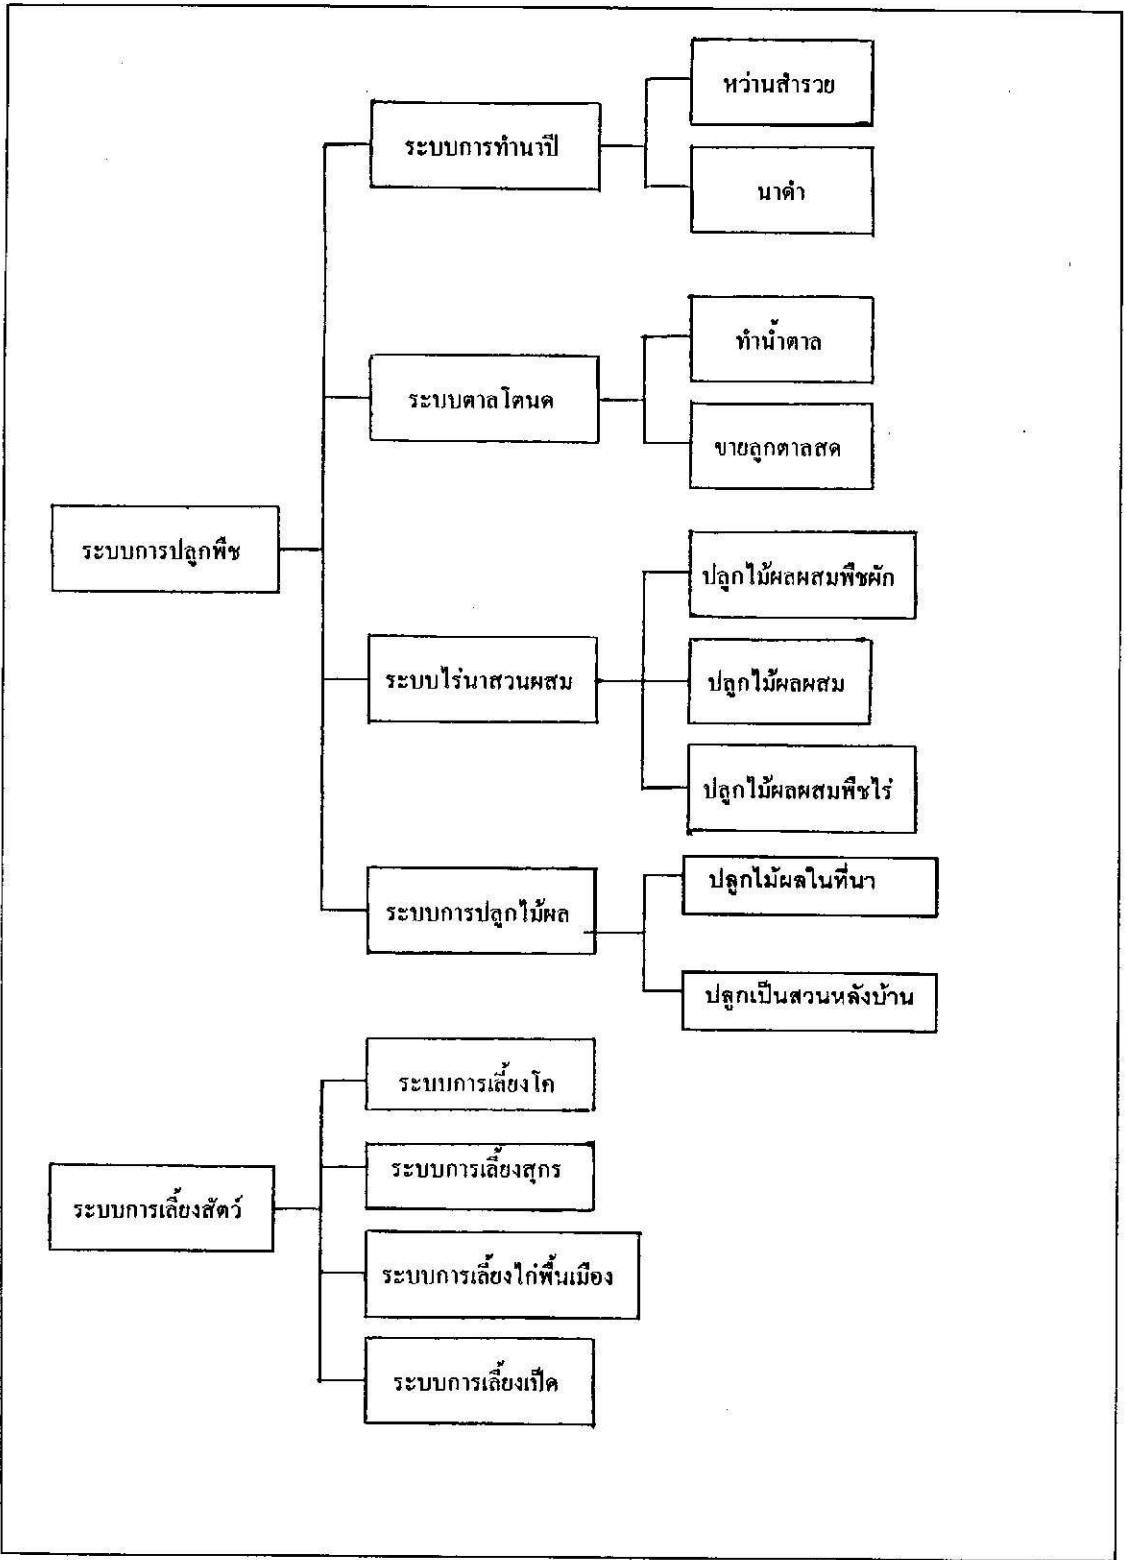 หว่านสำรวย
ระบบการทำนาปี
นาดำ
ทำน้ำตาล
ระบบตาลโตนด
ขายลูกตาลสด
ระบบการปลูกพืช
ปลูกไม้ผลผสมพืชผัก
ระบบไร่นาสวนผสม
ปลูกไม้ผลผสม
ปลูกไม้ผลผสมพืชไร่
ปลูกไม้ผลในที่นา
ระบบการปลูกไม้ผล
ปลูกเป็นสวนหลังบ้าน
ระบบการเลี้ยงโค
ระบบการเลี้ยงสุกร
ระบบการเลี้ยงสัตว์
ระบบการเลี้ยงไก่พื้นเมือง
ระบบการเลี้ยงเป็ด